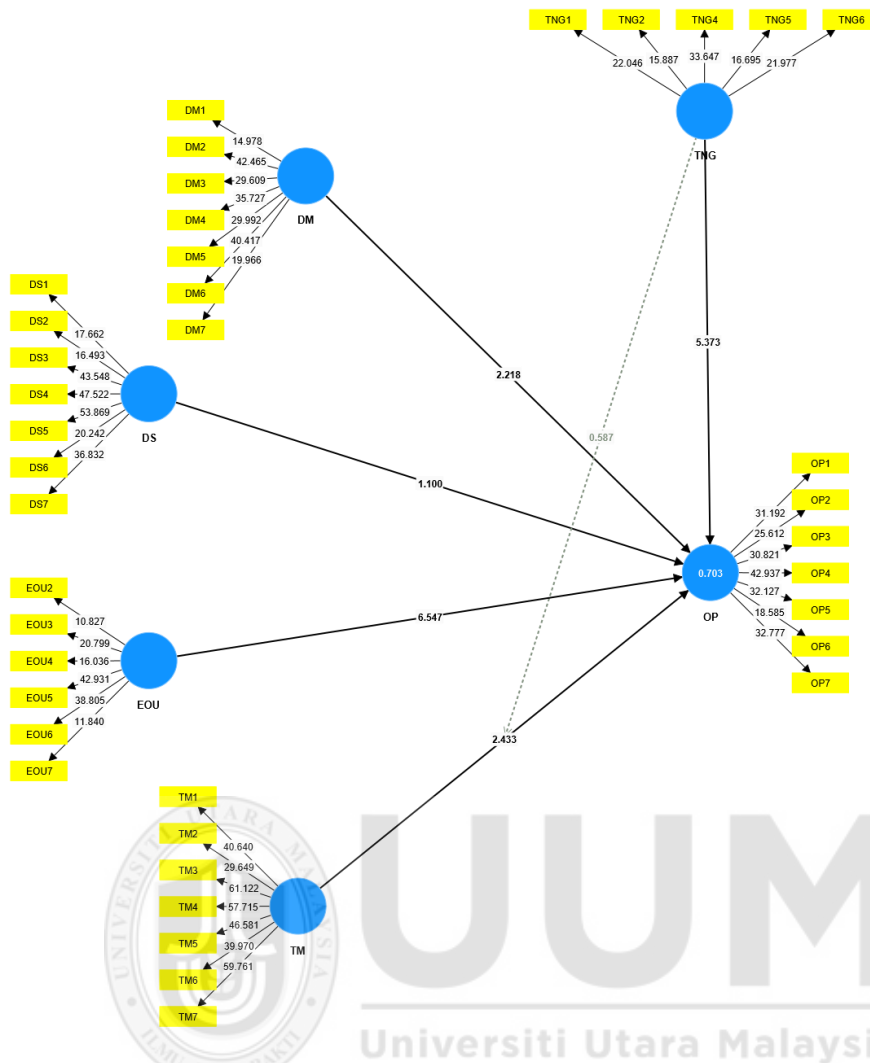 TNG1 TNG2 TNG4 TNG5 TNG6
22.046 15.887 33.647 16.695 21.977
TNG
DM1
DM2
DM3
DM4
DM5
DM6
DM7
14.978
42.465
29.609
35.727
29.992
40.417
19.966
DM
DS1
DS2
DS3
DS4
DS5
DS6
DS7
17.662
16.493
43.548
47.522
53.869
20.242
36.832
DS
2.218
5.373
0.587
1.100
EOU2
EOU3
EOU4
EOU5
EOU6
EOU7
10.827
20.799
16.036
42.931
38.805
11.840
EOU
6.547
2.433
0.703
OP
31.192
25.612
30.821
42.937
32.127
18.585
32.777
OP1
OP2
OP3
OP4
OP5
OP6
OP7
TM1
TM2
TM3
TM4
TM5
TM6
TM7
40.640
29.649
61.122
57.715
46.581
39.970
59.761
TM
UNIVERSITI UTARA MALAYSIA
UUM
Universiti Utara Malaysi